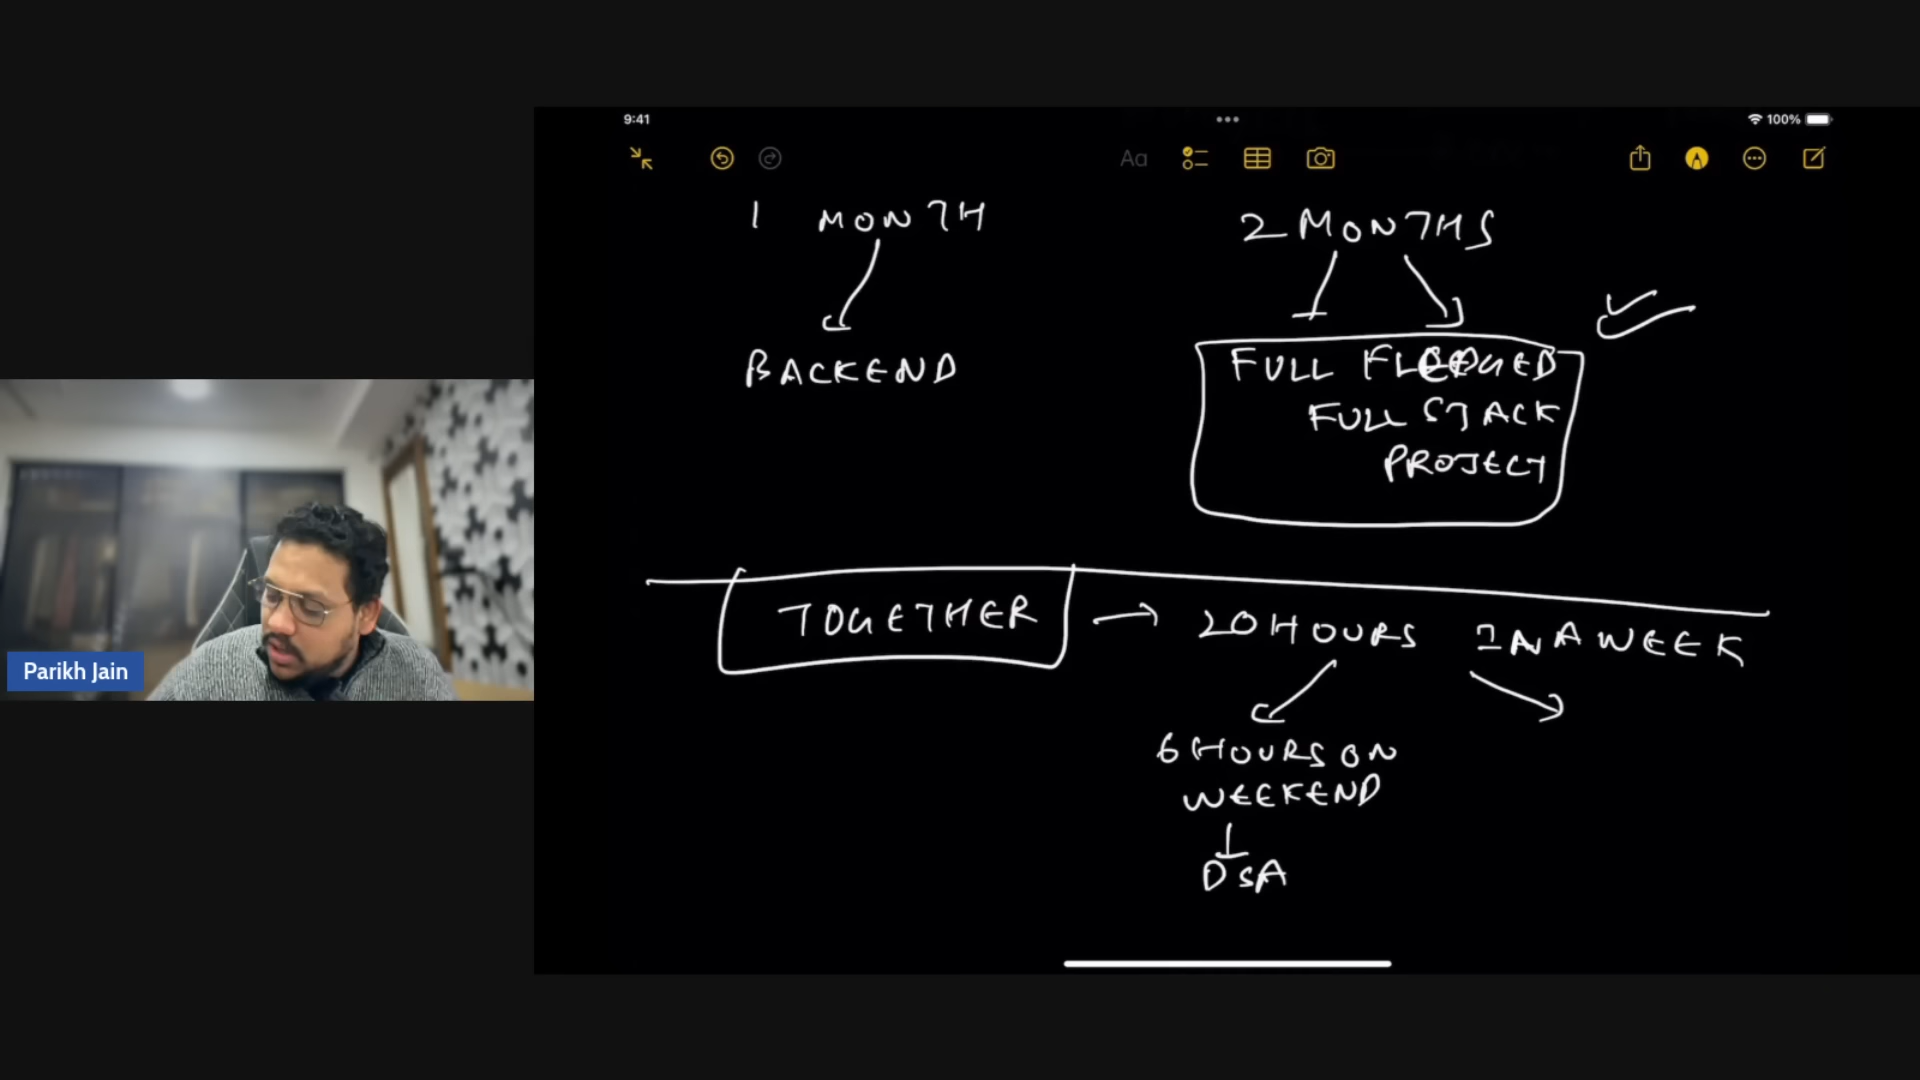 9:41
100%
Aa
1 MONTH
2 MONTHS
BACKEND
FULL FLEDGED
FULL STACK
PROJECT
TOGETHER → 20 HOURS IN A WEEK
6 HOURS ON
WEEKEND
DSA
Parikh Jain